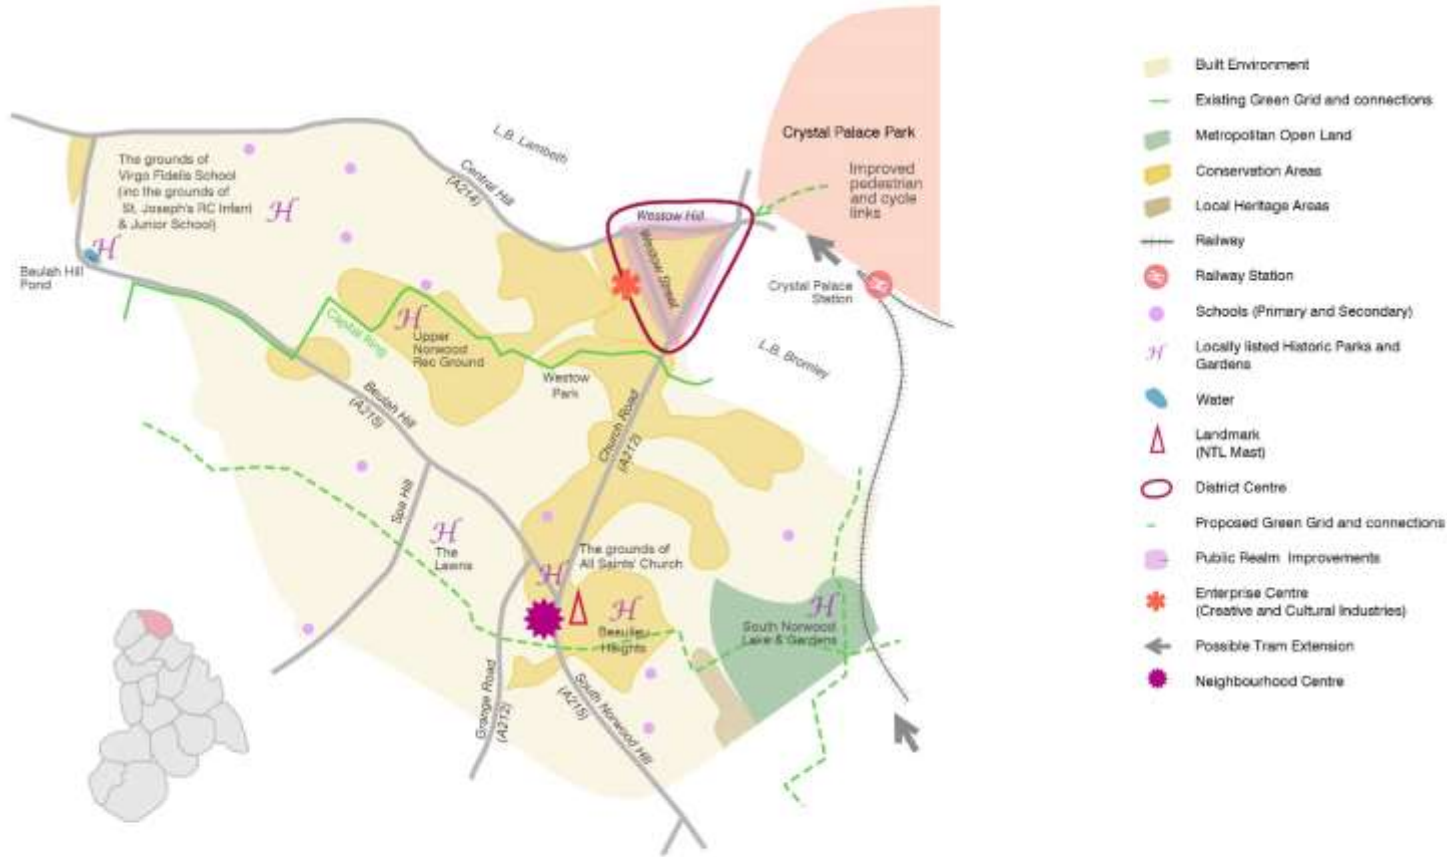 Crystal Palace Park
Improved
pedestrian
and cycle
links
L.B. Lambeth
Central Hill
(A214)
The grounds of
Virgo Fidelis School
(inc the grounds of
St. Joseph's RC Infant
& Junior School)
H
H
Beulah Hill
Pond
Westow Hill
Westow Street
Crystal Palace
Station
L.B. Bromley
Capital Ring
H
Upper
Norwood
Rec Ground
Westow
Park
Beulah Hill
(A215)
Church Road
(A212)
Spa Hill
H
The
Lawns
The grounds of
All Saints' Church
H
H
Beaulieu
Heights
H
South Norwood
Lake & Gardens
Grange Road
(A212)
South Norwood Hill
(A215)
Built Environment
Existing Green Grid and connections
Metropolitan Open Land
Conservation Areas
Local Heritage Areas
Railway
Railway Station
Schools (Primary and Secondary)
H
Locally listed Historic Parks and
Gardens
Water
Landmark
(NTL Mast)
District Centre
Proposed Green Grid and connections
Public Realm Improvements
Enterprise Centre
(Creative and Cultural Industries)
Possible Tram Extension
Neighbourhood Centre